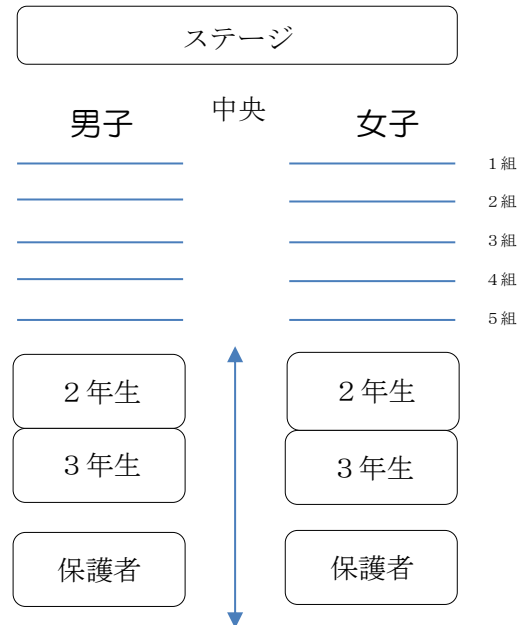 ステージ
中央
男子
女子
1組
2組
3組
4組
5組
２年生
２年生
３年生
３年生
保護者
保護者